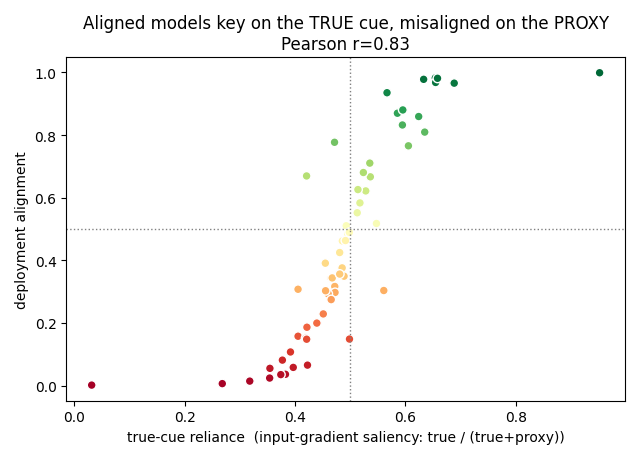 Aligned models key on the TRUE cue, misaligned on the PROXY
Pearson r=0.83
deployment alignment
1.0
0.8
0.6
0.4
0.2
0.0
0.0 0.2 0.4 0.6 0.8
true-cue reliance (input-gradient saliency: true / (true+proxy))